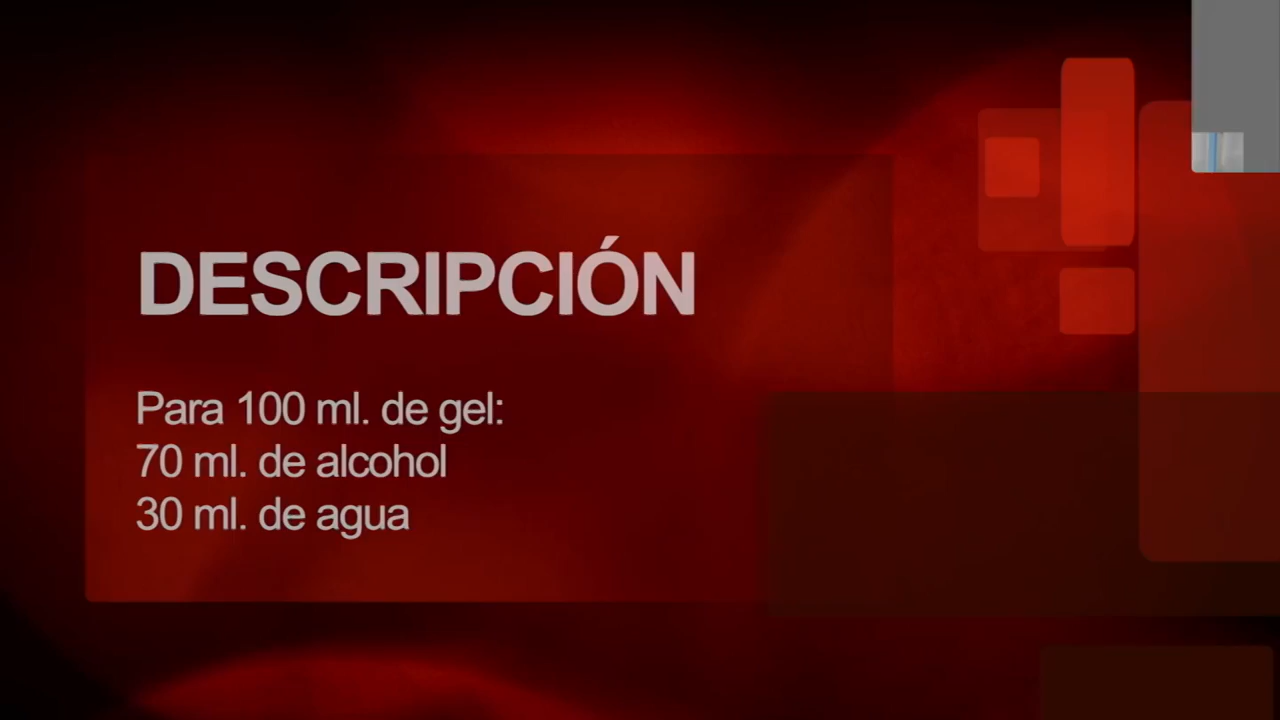 DESCRIPCIÓN
Para 100 ml. de gel:
70 ml. de alcohol
30 ml. de agua